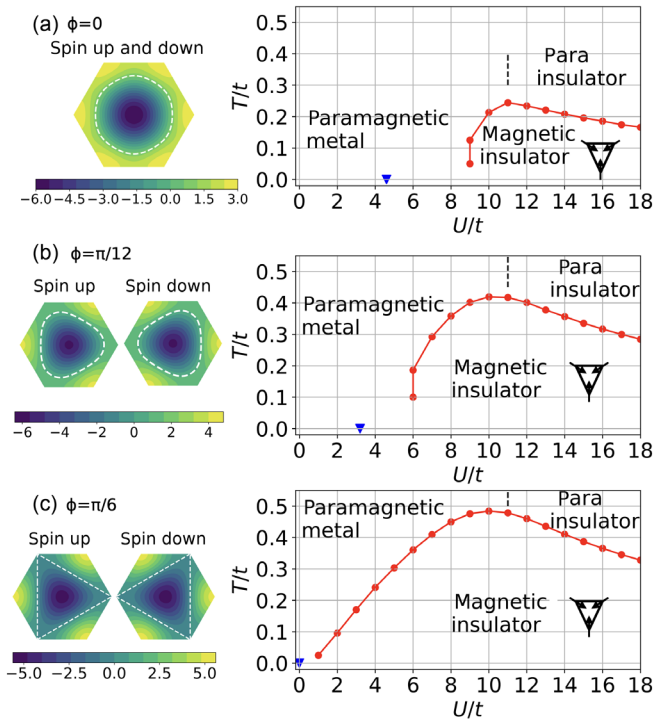 (a) ϕ=0
Spin up and down
−6.0 −4.5 −3.0 −1.5 0.0 1.5 3.0
T/t
0.5
0.4
0.3
0.2
0.1
0.0
Para
insulator
Paramagnetic
metal
Magnetic
insulator
0 2 4 6 8 10 12 14 16 18
U/t
(b) ϕ=π/12
Spin up Spin down
−6 −4 −2 0 2 4
T/t
0.5
0.4
0.3
0.2
0.1
0.0
Para
insulator
Paramagnetic
metal
Magnetic
insulator
0 2 4 6 8 10 12 14 16 18
U/t
(c) ϕ=π/6
Spin up Spin down
−5.0 −2.5 0.0 2.5 5.0
T/t
0.5
0.4
0.3
0.2
0.1
0.0
Para
insulator
Paramagnetic
metal
Magnetic
insulator
0 2 4 6 8 10 12 14 16 18
U/t